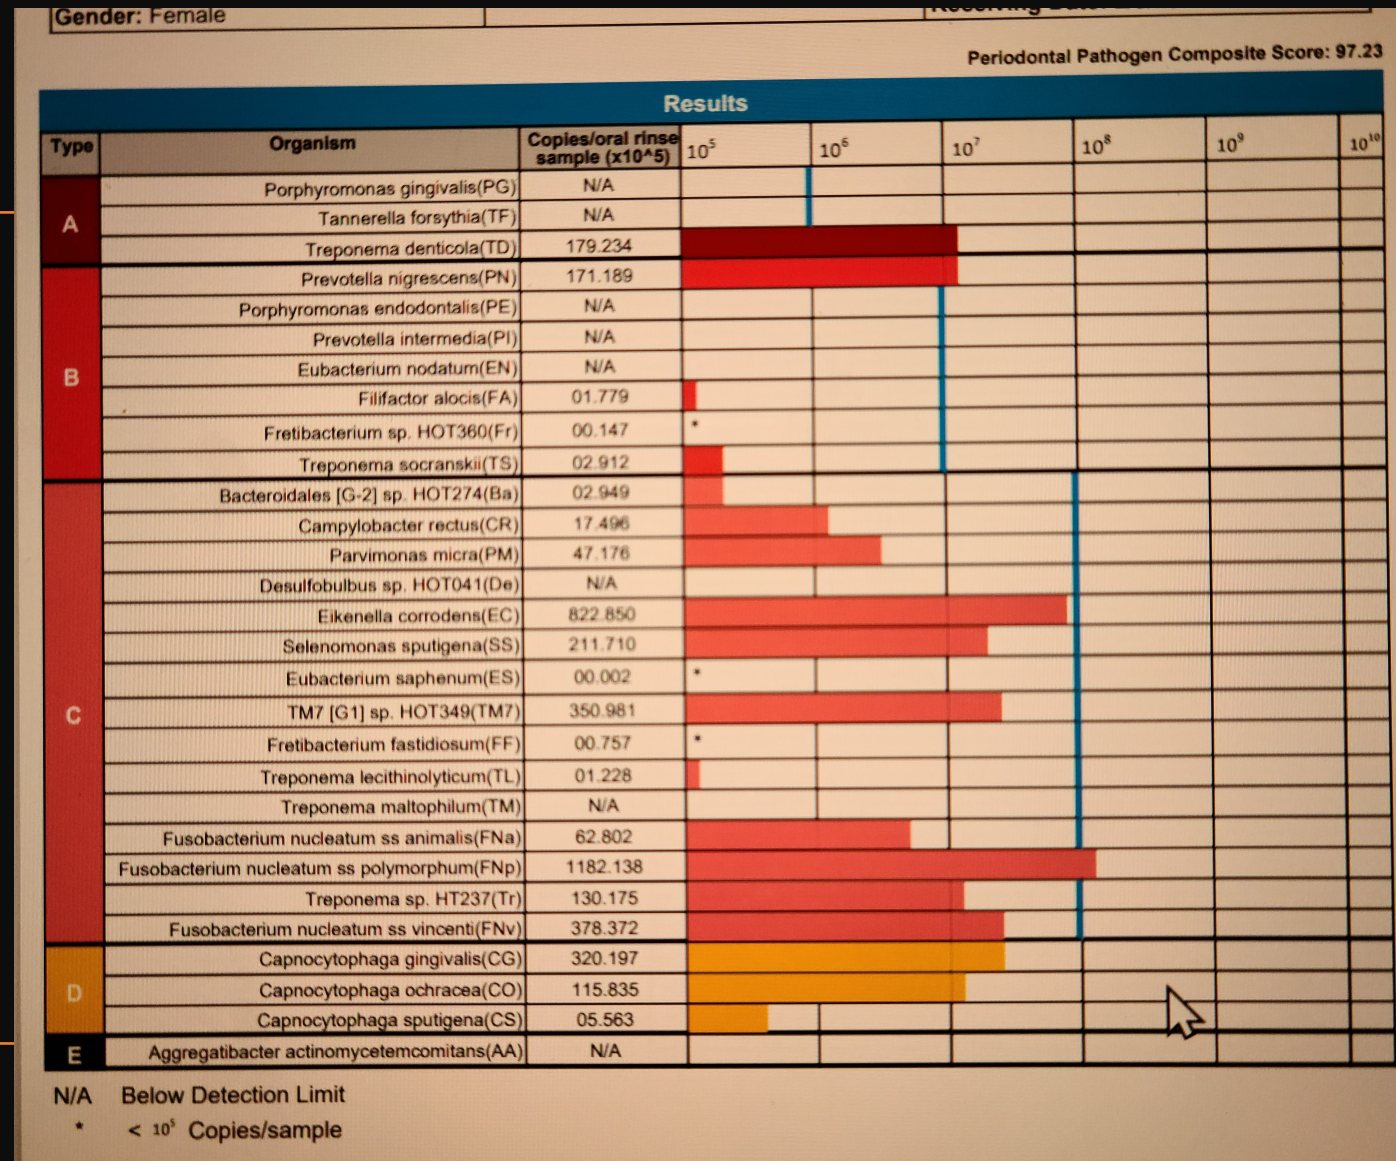 Gender: Female
Periodontal Pathogen Composite Score: 97.23
Results
Type Organism Copies/oral rinse sample (x10^5) 10⁵ 10⁶ 10⁷ 10⁸ 10⁹ 10¹⁰
A
Porphyromonas gingivalis(PG) N/A
Tannerella forsythia(TF) N/A
Treponema denticola(TD) 179.234
B
Prevotella nigrescens(PN) 171.189
Porphyromonas endodontalis(PE) N/A
Prevotella intermedia(PI) N/A
Eubacterium nodatum(EN) N/A
Filifactor alocis(FA) 01.779
Fretibacterium sp. HOT360(Fr) 00.147 *
Treponema socranskii(TS) 02.912
C
Bacteroidales [G-2] sp. HOT274(Ba) 02.949
Campylobacter rectus(CR) 17.496
Parvimonas micra(PM) 47.176
Desulfobulbus sp. HOT041(De) N/A
Eikenella corrodens(EC) 822.850
Selenomonas sputigena(SS) 211.710
Eubacterium saphenum(ES) 00.002 *
TM7 [G1] sp. HOT349(TM7) 350.981
Fretibacterium fastidiosum(FF) 00.757 *
Treponema lecithinolyticum(TL) 01.228
Treponema maltophilum(TM) N/A
Fusobacterium nucleatum ss animalis(FNa) 62.802
Fusobacterium nucleatum ss polymorphum(FNp) 1182.138
Treponema sp. HT237(Tr) 130.175
Fusobacterium nucleatum ss vincenti(FNv) 378.372
D
Capnocytophaga gingivalis(CG) 320.197
Capnocytophaga ochracea(CO) 115.835
Capnocytophaga sputigena(CS) 05.563
E
Aggregatibacter actinomycetemcomitans(AA) N/A
N/A Below Detection Limit
* < 10⁵ Copies/sample